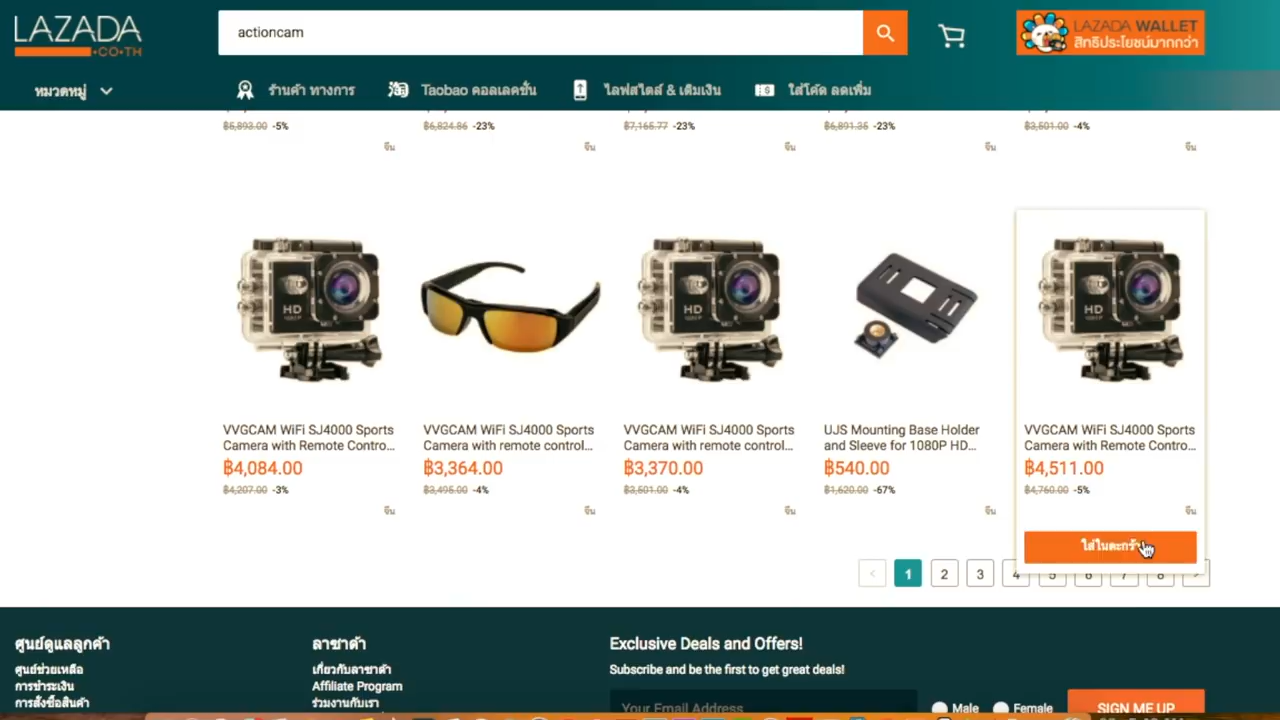 LAZADA
.CO.TH
actioncam
LAZADA WALLET
สิทธิประโยชน์มากกว่า
หมวดหมู่
ร้านค้า ทางการ
Taobao คอลเลคชั่น
ไลฟสไตล์ & เติมเงิน
ใส่โค้ด ลดเพิ่ม
฿5,893.00 -5%
฿6,824.86 -23%
฿7,165.77 -23%
฿6,891.35 -23%
฿3,501.00 -4%
จีน
จีน
จีน
จีน
จีน
HD
1080P
HD
1080P
HD
1080P
VVGCAM WiFi SJ4000 Sports
Camera with Remote Contro...
฿4,084.00
฿4,207.00 -3%
จีน
VVGCAM WiFi SJ4000 Sports
Camera with remote control...
฿3,364.00
฿3,495.00 -4%
จีน
VVGCAM WiFi SJ4000 Sports
Camera with remote control...
฿3,370.00
฿3,501.00 -4%
จีน
UJS Mounting Base Holder
and Sleeve for 1080P HD...
฿540.00
฿1,620.00 -67%
จีน
VVGCAM WiFi SJ4000 Sports
Camera with Remote Contro...
฿4,511.00
฿4,760.00 -5%
จีน
ใส่ในตะกร้า
< 1 2 3 4 5 6 7 8 >
ศูนย์ดูแลลูกค้า
ศูนย์ช่วยเหลือ
การชำระเงิน
การสั่งซื้อสินค้า
ลาซาด้า
เกี่ยวกับลาซาด้า
Affiliate Program
ร่วมงานกับเรา
Exclusive Deals and Offers!
Subscribe and be the first to get great deals!
Your Email Address
Male
Female
SIGN ME UP